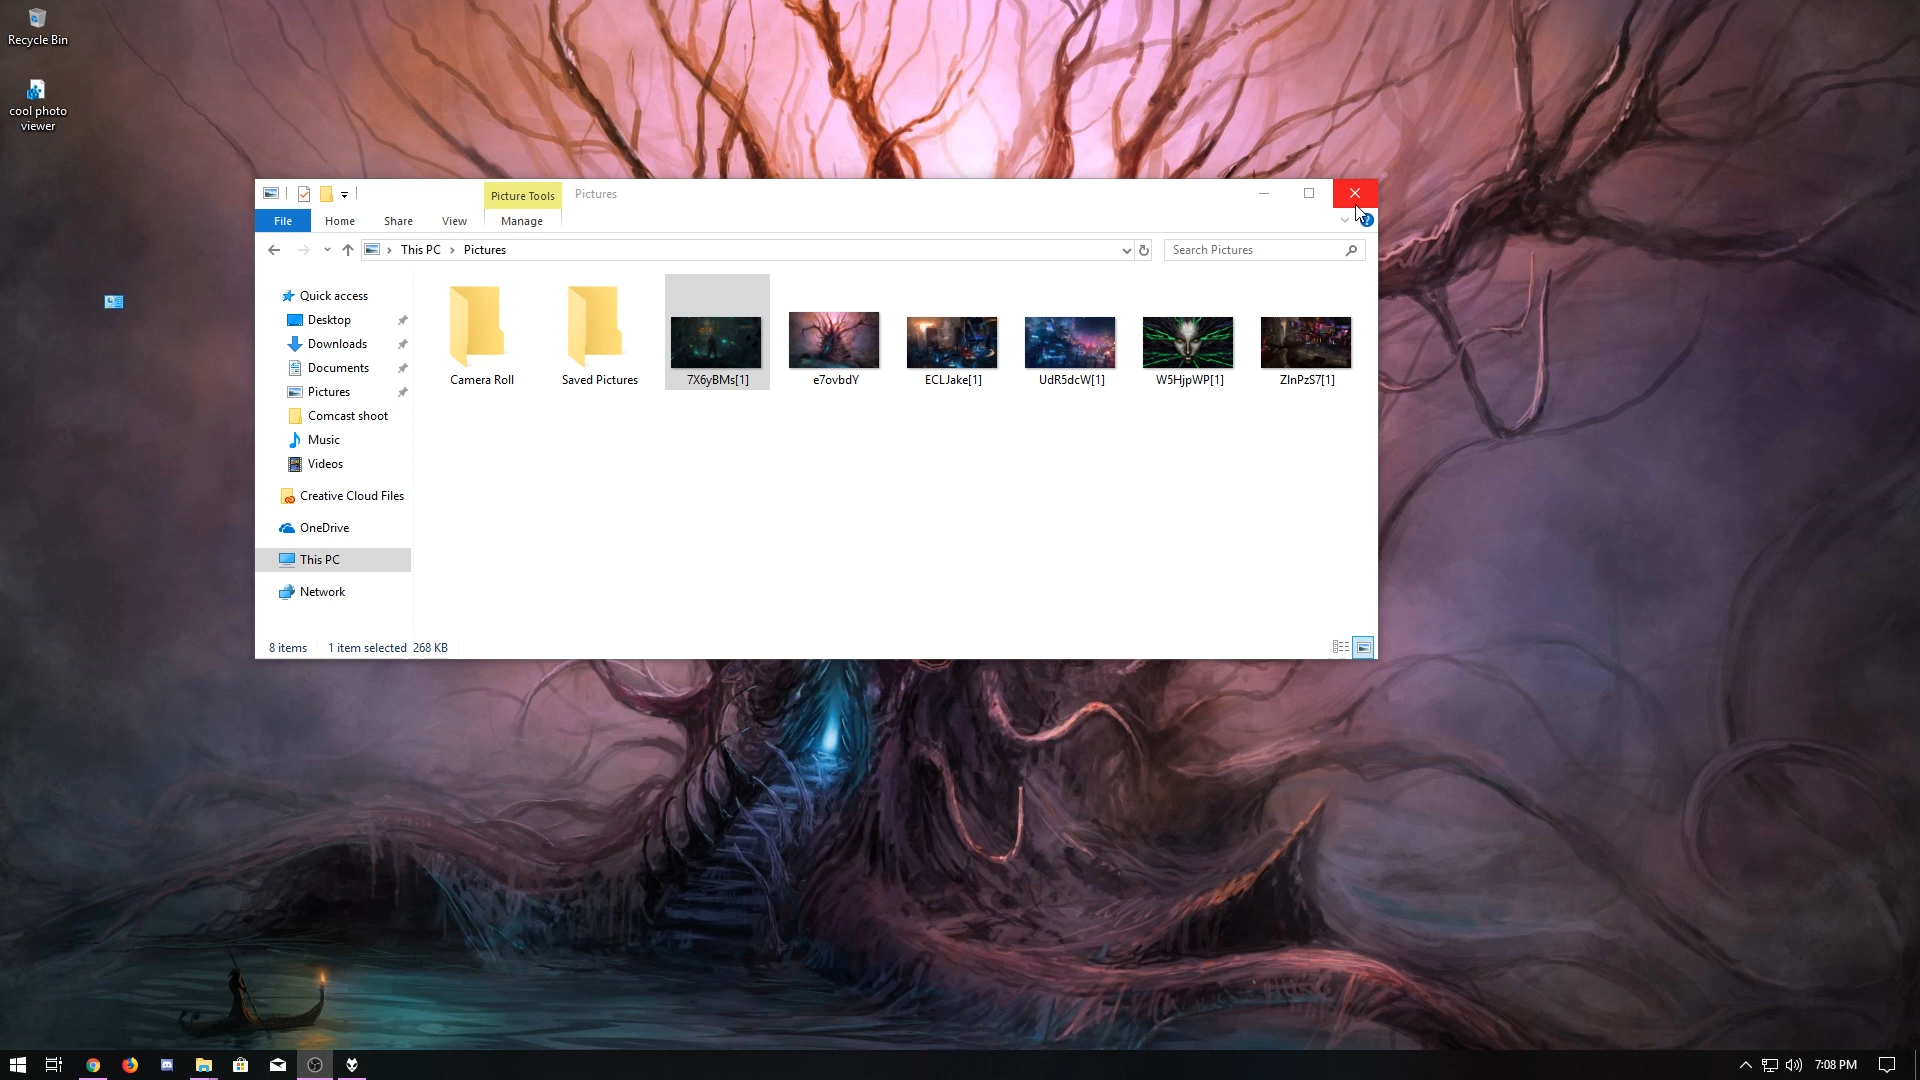 Recycle Bin
cool photo
viewer
Picture Tools
Pictures
File
Home
Share
View
Manage
This PC
Pictures
Search Pictures
Quick access
Desktop
Downloads
Documents
Pictures
Comcast shoot
Music
Videos
Creative Cloud Files
OneDrive
This PC
Network
Camera Roll
Saved Pictures
7X6yBMs[1]
e7ovbdY
ECLJake[1]
UdR5dcW[1]
W5HjpWP[1]
ZlnPzS7[1]
8 items
1 item selected 268 KB
7:08 PM